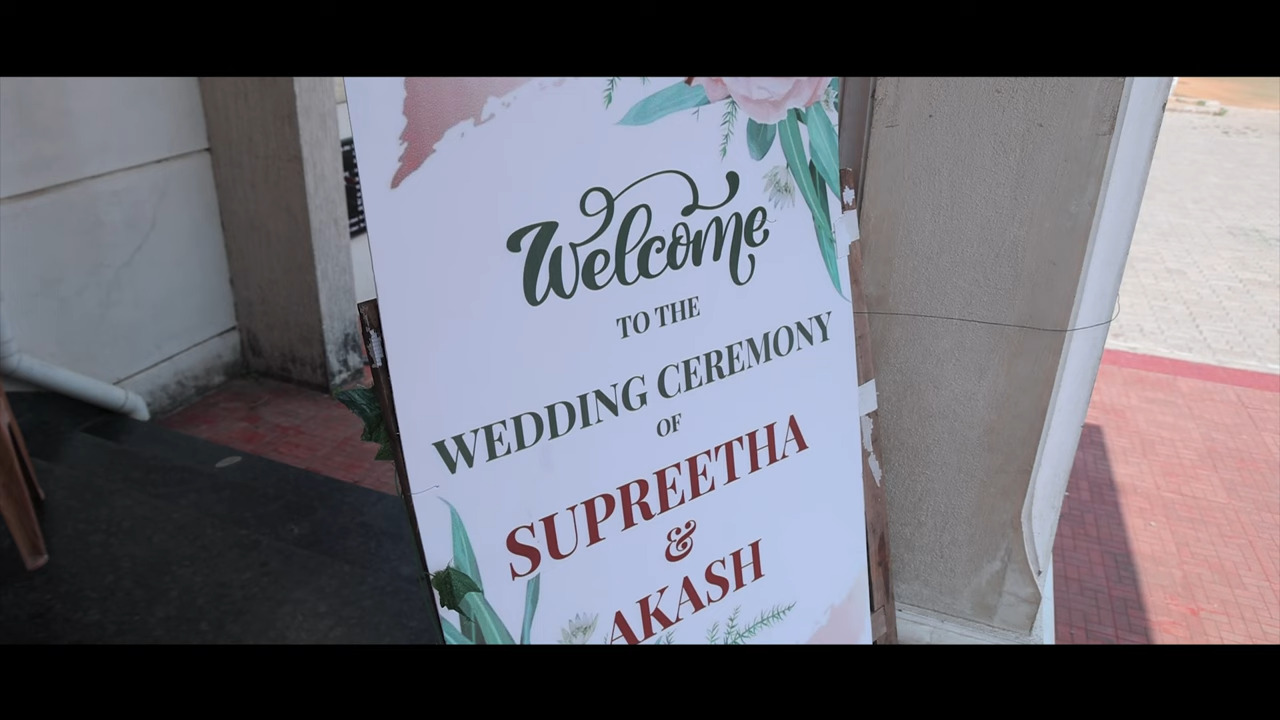 Welcome
TO THE
WEDDING CEREMONY
OF
SUPREETHA
&
AKASH